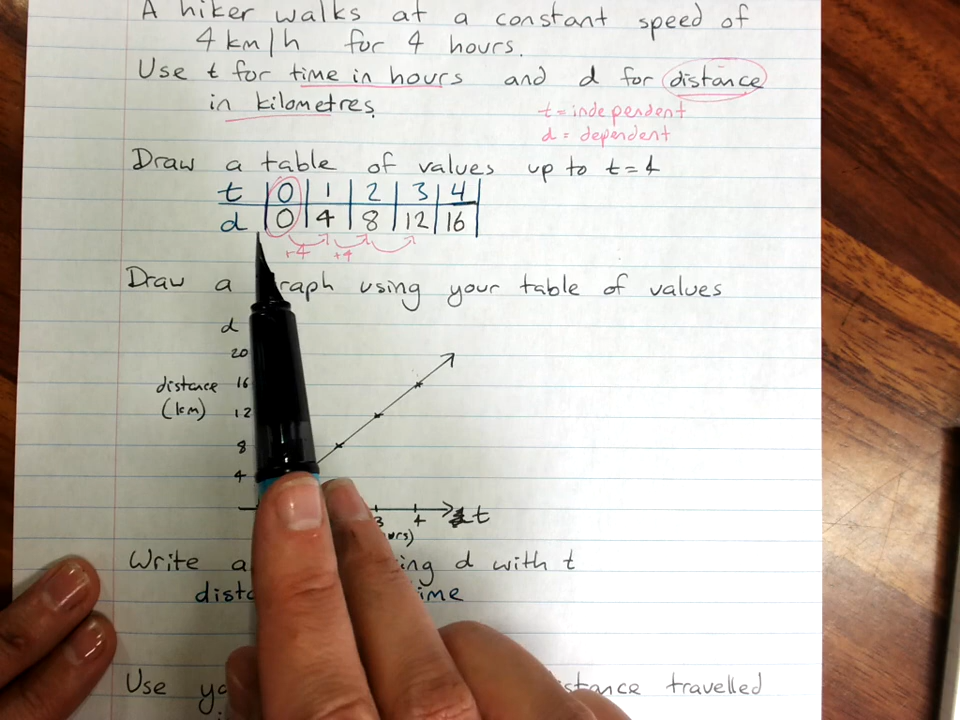 A hiker walks at a constant speed of
4 km/h for 4 hours.
Use t for time in hours and d for distance
in kilometres.
t = independent
d = dependent
Draw a table of values up to t = 4
t 0 1 2 3 4
d 0 4 8 12 16
+4 +4
Draw a graph using your table of values
d
20
distance 16
(km) 12
8
4
3 4 t
Write ing d with t
Use distance travelled